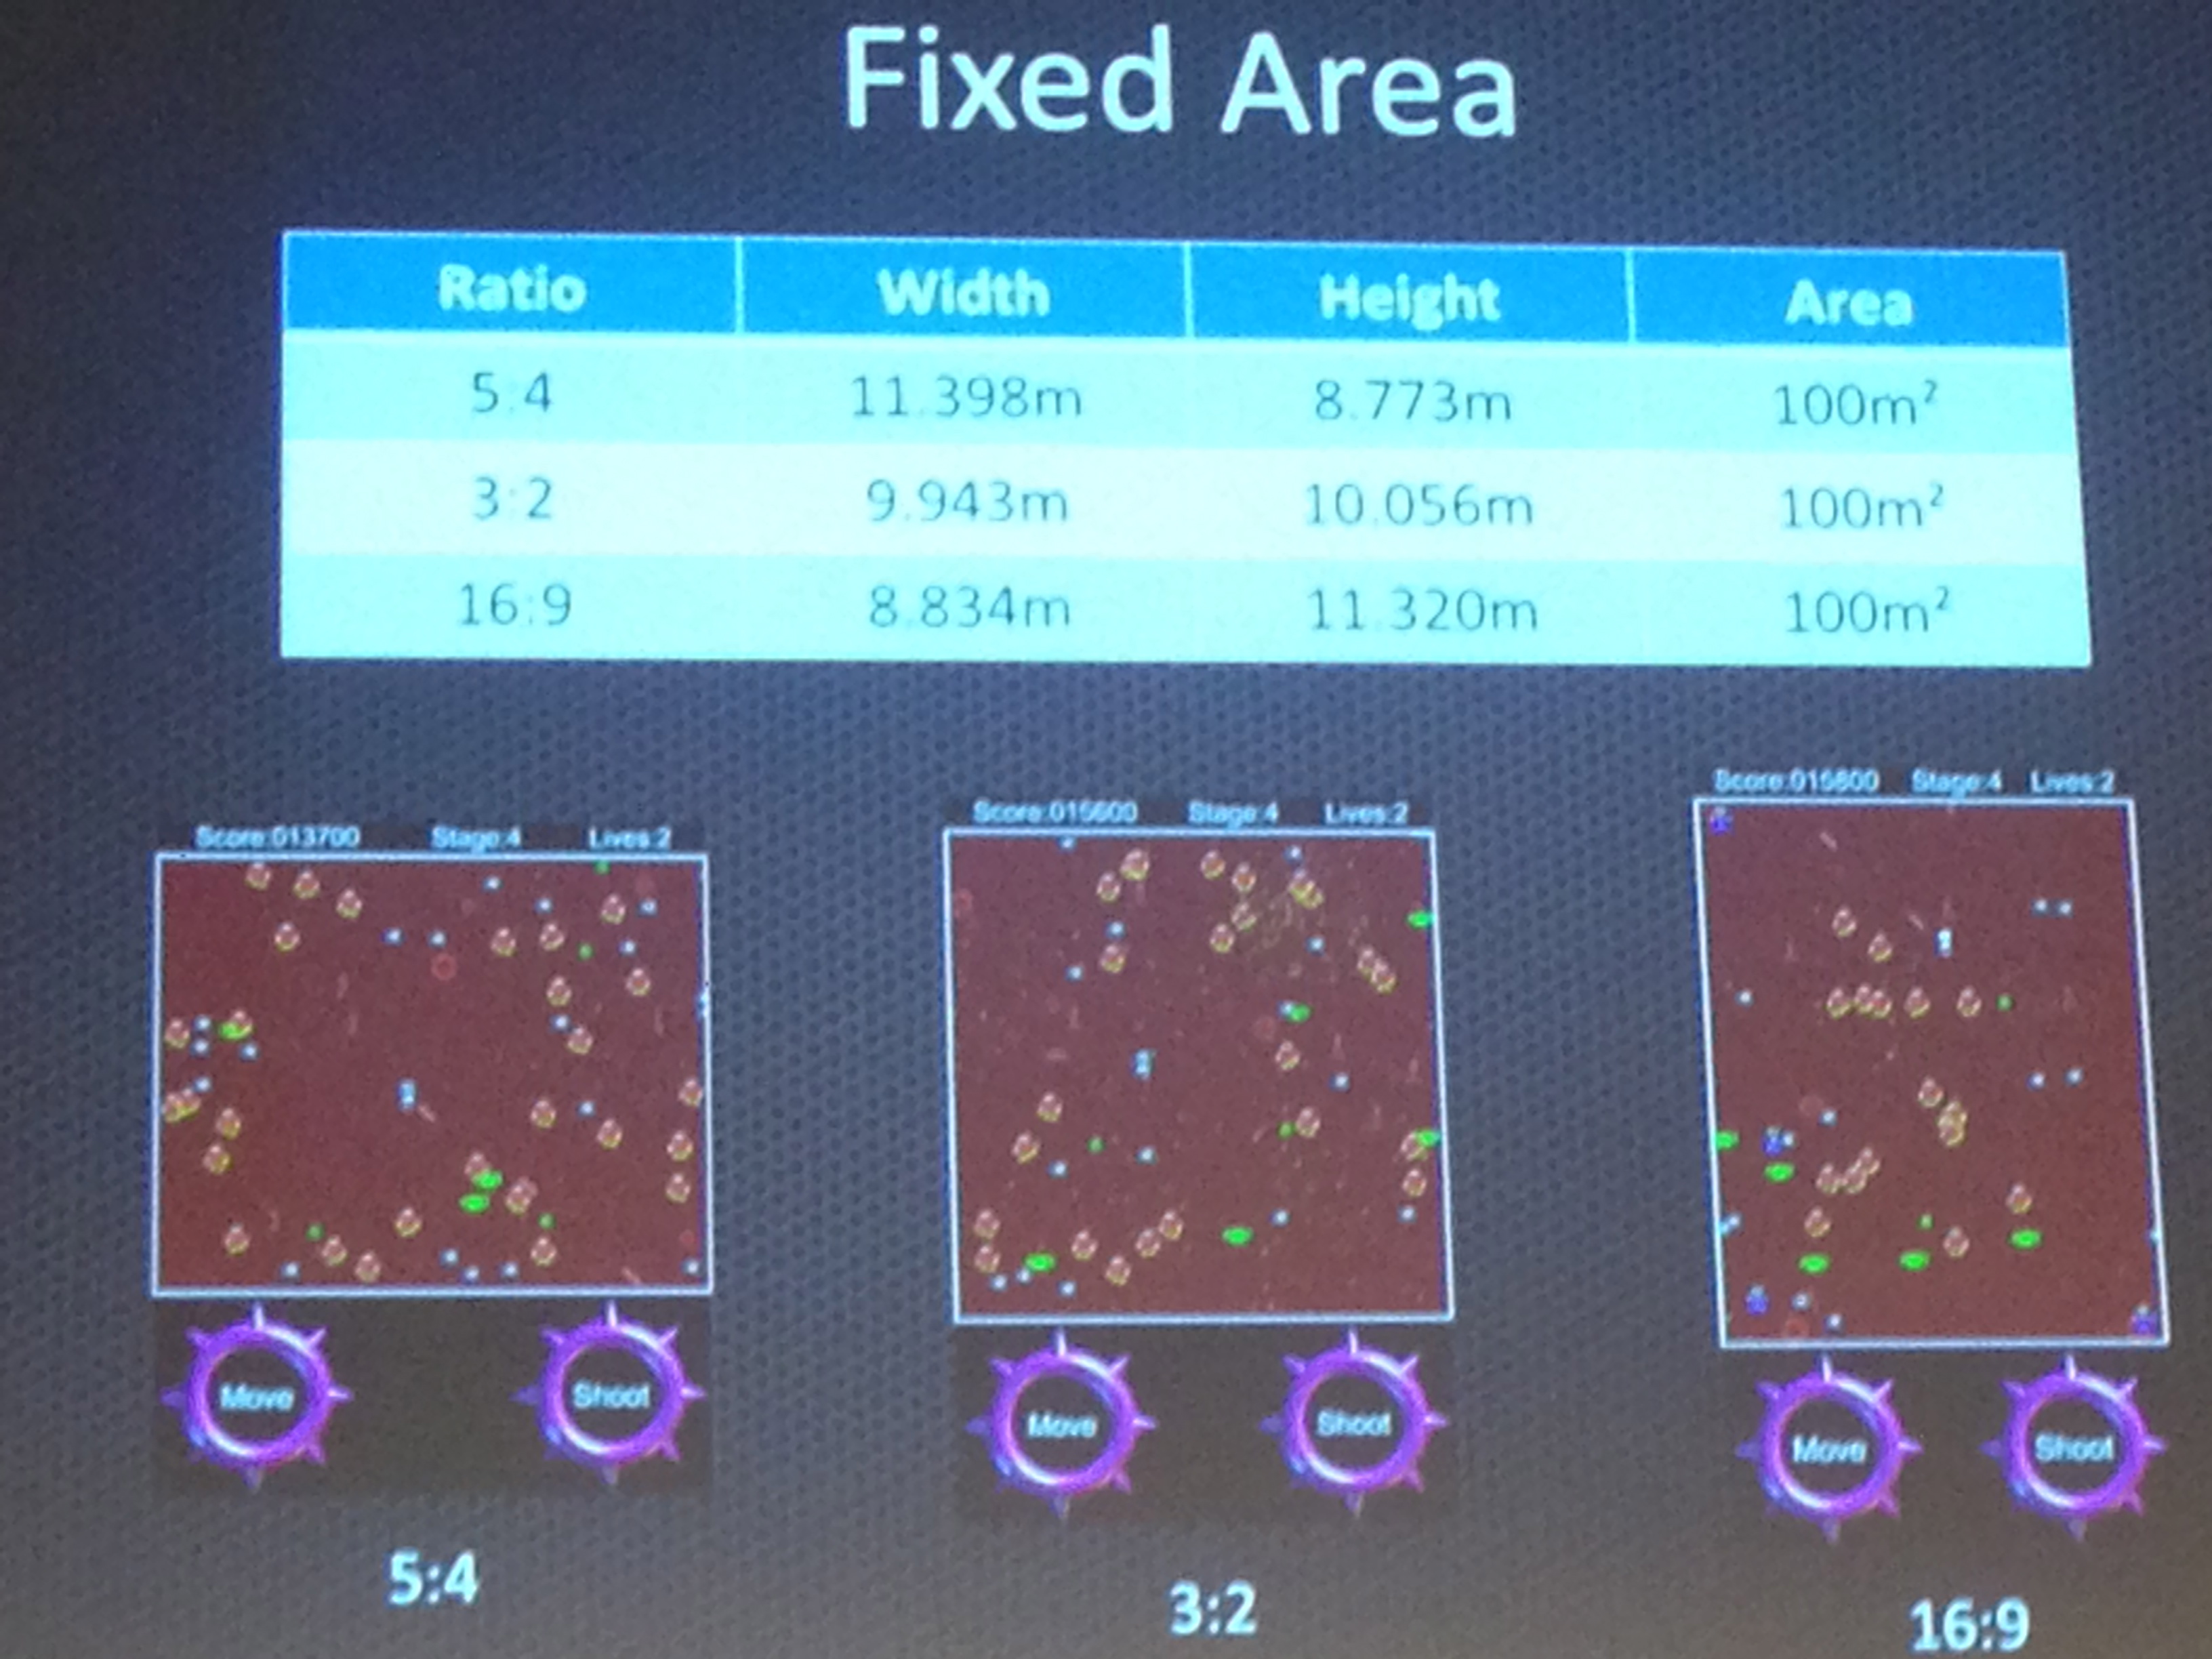 Fixed Area
Ratio Width Height Area
5:4 11.398m 8.773m 100m²
3:2 9.943m 10.056m 100m²
16:9 8.834m 11.320m 100m²
Score:013700 Stage:4 Lives:2
Move Shoot
5:4
Score:015600 Stage:4 Lives:2
Move Shoot
3:2
Score:015800 Stage:4 Lives:2
Move Shoot
16:9